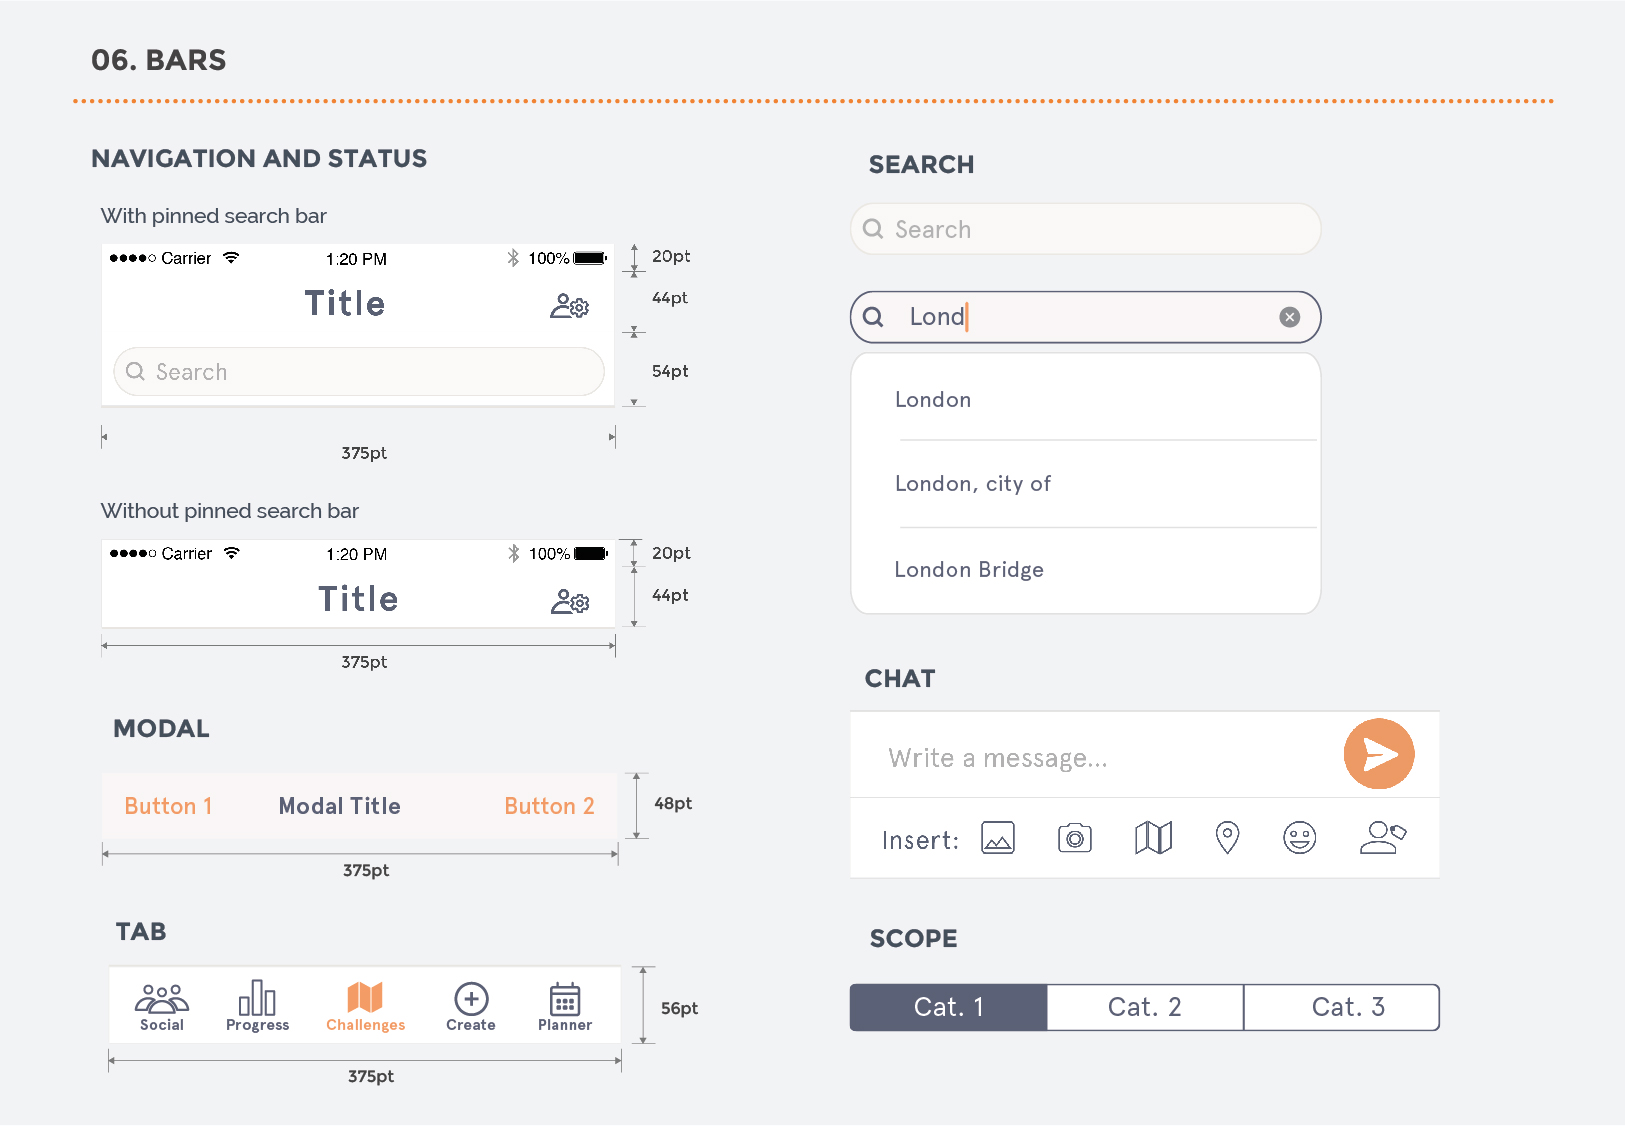 06. BARS
NAVIGATION AND STATUS
With pinned search bar
Carrier 1:20 PM 100%
Title
Search
20pt
44pt
54pt
375pt
Without pinned search bar
Carrier 1:20 PM 100%
Title
20pt
44pt
375pt
MODAL
Button 1 Modal Title Button 2
48pt
375pt
TAB
Social Progress Challenges Create Planner
56pt
375pt
SEARCH
Search
Lond
London
London, city of
London Bridge
CHAT
Write a message...
Insert:
SCOPE
Cat. 1 Cat. 2 Cat. 3